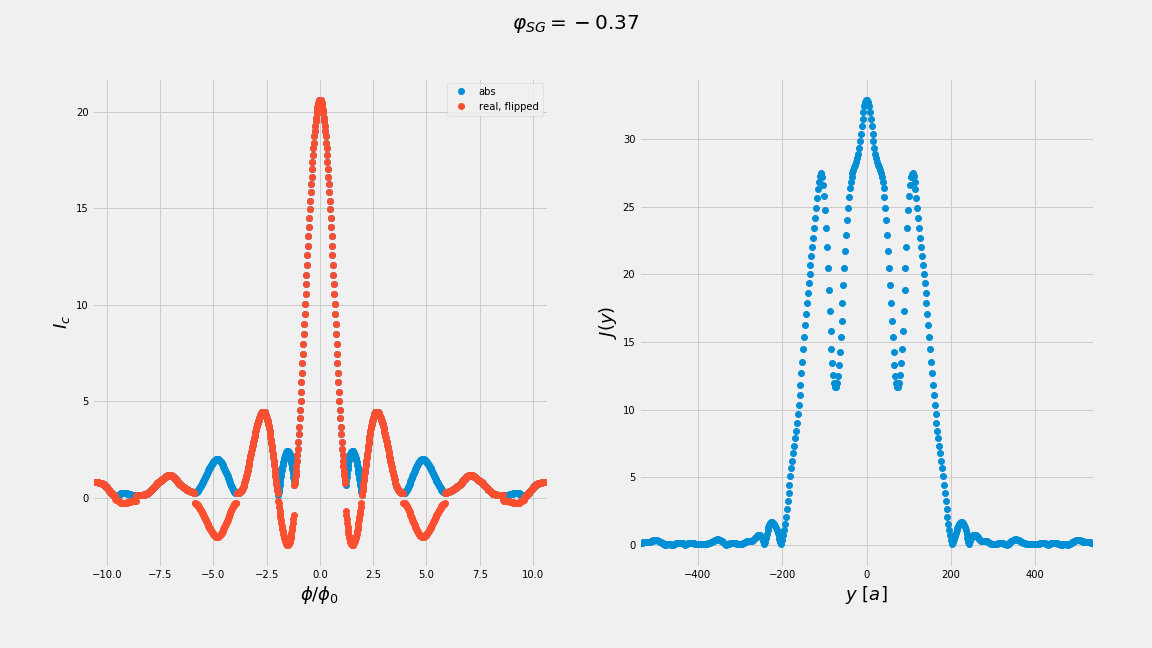 φ_SG = −0.37
abs
real, flipped
I_c
20
15
10
5
0
−10.0 −7.5 −5.0 −2.5 0.0 2.5 5.0 7.5 10.0
ϕ/ϕ_0
J(y)
30
25
20
15
10
5
0
−400 −200 0 200 400
y [a]